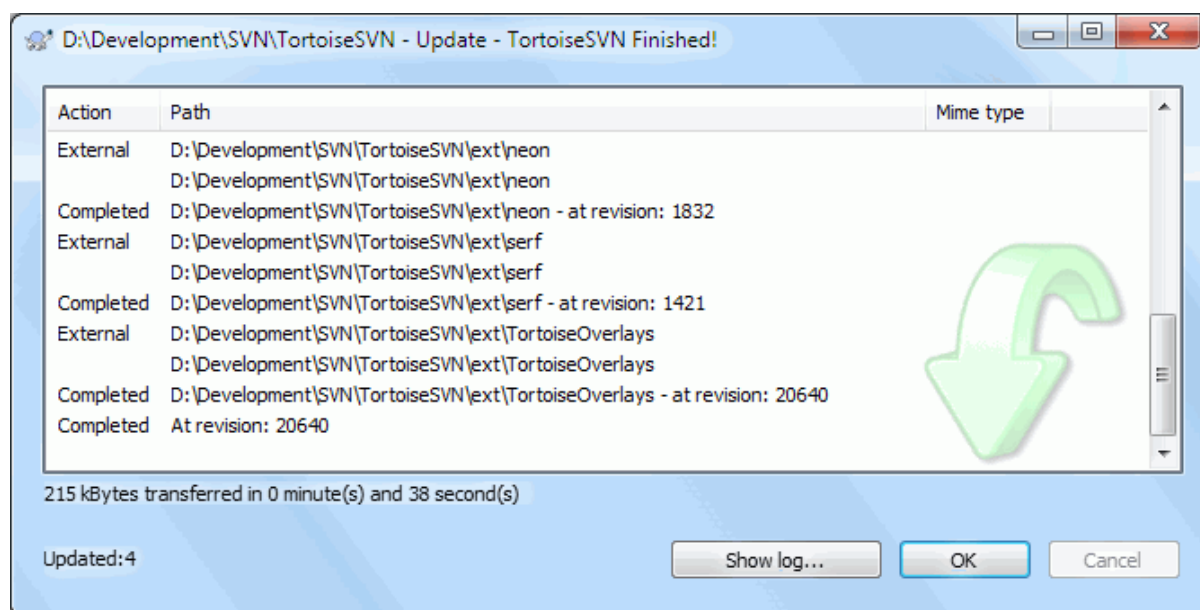 D:\Development\SVN\TortoiseSVN - Update - TortoiseSVN Finished!
Action Path Mime type
External D:\Development\SVN\TortoiseSVN\ext\neon
D:\Development\SVN\TortoiseSVN\ext\neon
Completed D:\Development\SVN\TortoiseSVN\ext\neon - at revision: 1832
External D:\Development\SVN\TortoiseSVN\ext\serf
D:\Development\SVN\TortoiseSVN\ext\serf
Completed D:\Development\SVN\TortoiseSVN\ext\serf - at revision: 1421
External D:\Development\SVN\TortoiseSVN\ext\TortoiseOverlays
D:\Development\SVN\TortoiseSVN\ext\TortoiseOverlays
Completed D:\Development\SVN\TortoiseSVN\ext\TortoiseOverlays - at revision: 20640
Completed At revision: 20640
215 kBytes transferred in 0 minute(s) and 38 second(s)
Updated:4 Show log... OK Cancel